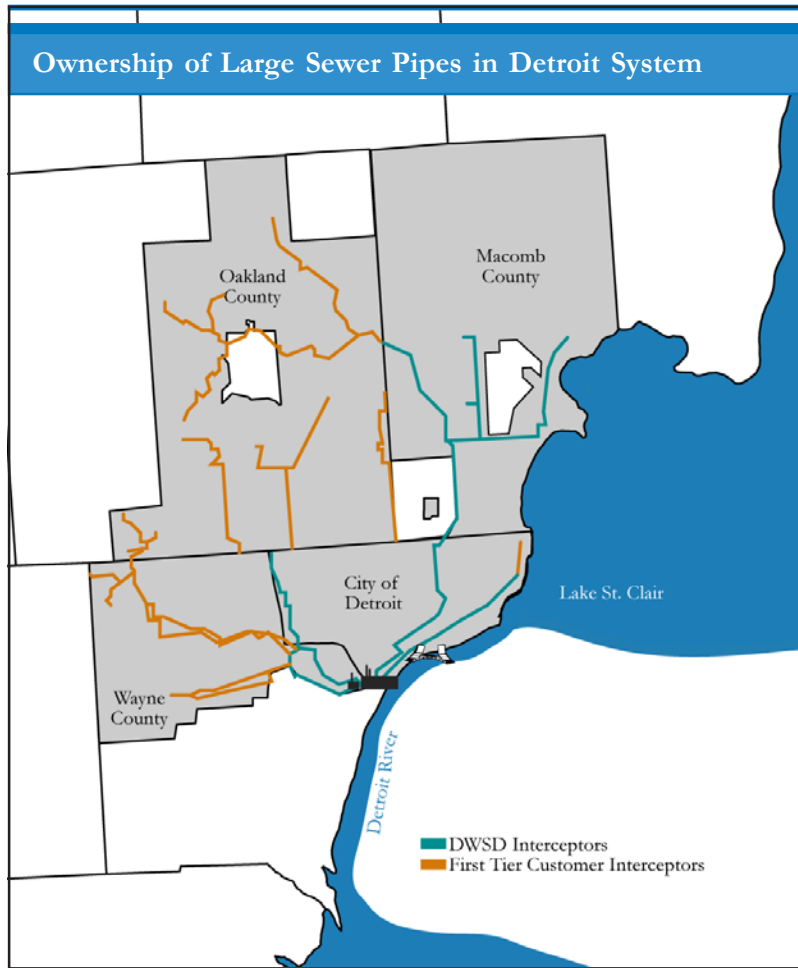 Ownership of Large Sewer Pipes in Detroit System
Macomb
County
Oakland
County
City of
Detroit
Lake St. Clair
Wayne
County
Detroit River
DWSD Interceptors
First Tier Customer Interceptors